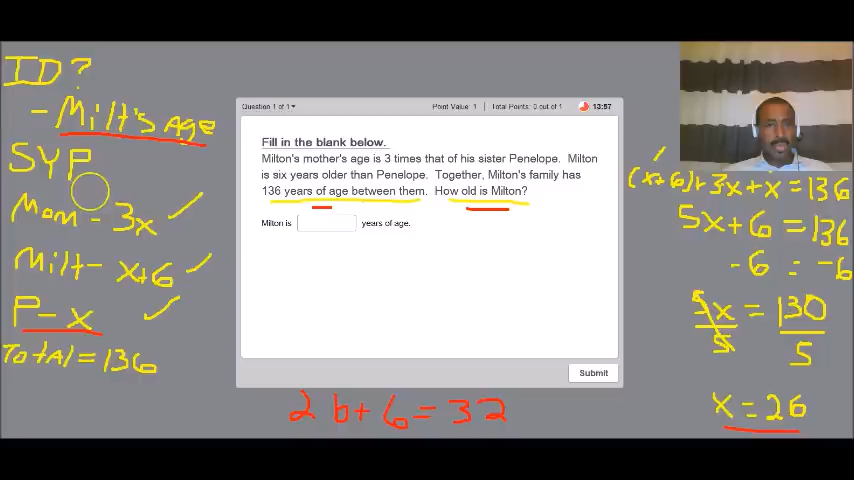 ID?
- Milt's Age
SYP
Mom - 3x
Milt - x+6
P - x
Total = 136
Question 1 of 1
Point Value: 1
Total Points: 0 out of 1
13:57
Fill in the blank below.
Milton's mother's age is 3 times that of his sister Penelope. Milton
is six years older than Penelope. Together, Milton's family has
136 years of age between them. How old is Milton?
Milton is
years of age.
Submit
26+6=32
(x+6)+3x+x=136
5x+6=136
-6 = -6
5x = 130
5 5
x=26